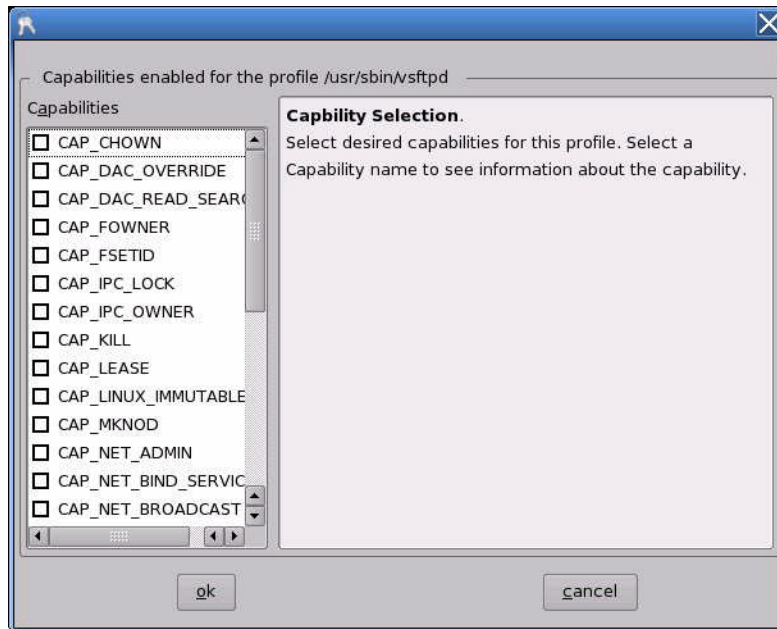 Capabilities enabled for the profile /usr/sbin/vsftpd
Capabilities
CAP_CHOWN
CAP_DAC_OVERRIDE
CAP_DAC_READ_SEAR
CAP_FOWNER
CAP_FSETID
CAP_IPC_LOCK
CAP_IPC_OWNER
CAP_KILL
CAP_LEASE
CAP_LINUX_IMMUTABLE
CAP_MKNOD
CAP_NET_ADMIN
CAP_NET_BIND_SERVIC
CAP_NET_BROADCAST
Capbility Selection.
Select desired capabilities for this profile. Select a
Capability name to see information about the capability.
ok
cancel